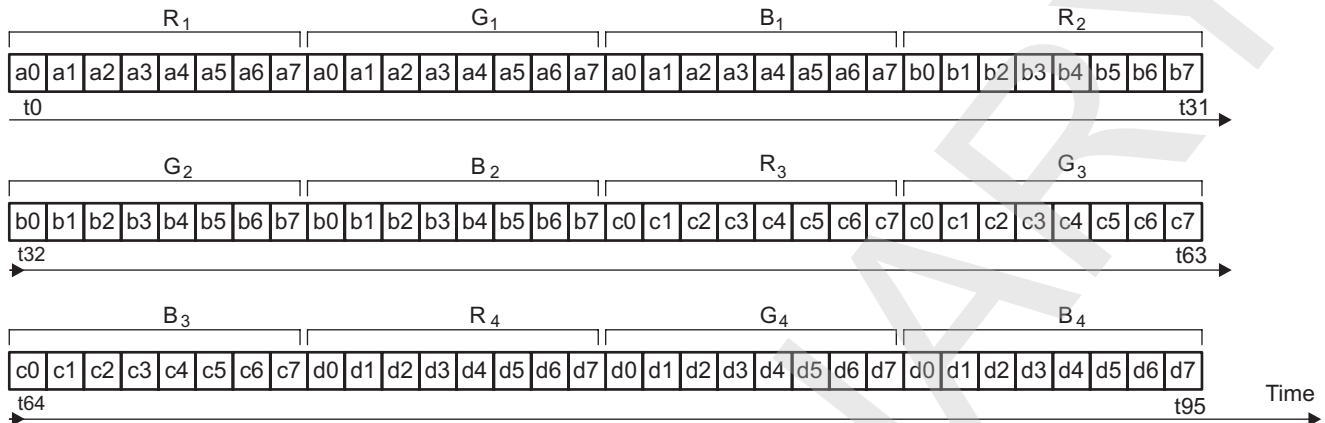 R1 G1 B1 R2
a0 a1 a2 a3 a4 a5 a6 a7 a0 a1 a2 a3 a4 a5 a6 a7 a0 a1 a2 a3 a4 a5 a6 a7 b0 b1 b2 b3 b4 b5 b6 b7
t0 t31
G2 B2 R3 G3
b0 b1 b2 b3 b4 b5 b6 b7 b0 b1 b2 b3 b4 b5 b6 b7 c0 c1 c2 c3 c4 c5 c6 c7 c0 c1 c2 c3 c4 c5 c6 c7
t32 t63
B3 R4 G4 B4
c0 c1 c2 c3 c4 c5 c6 c7 d0 d1 d2 d3 d4 d5 d6 d7 d0 d1 d2 d3 d4 d5 d6 d7 d0 d1 d2 d3 d4 d5 d6 d7
t64 t95 Time